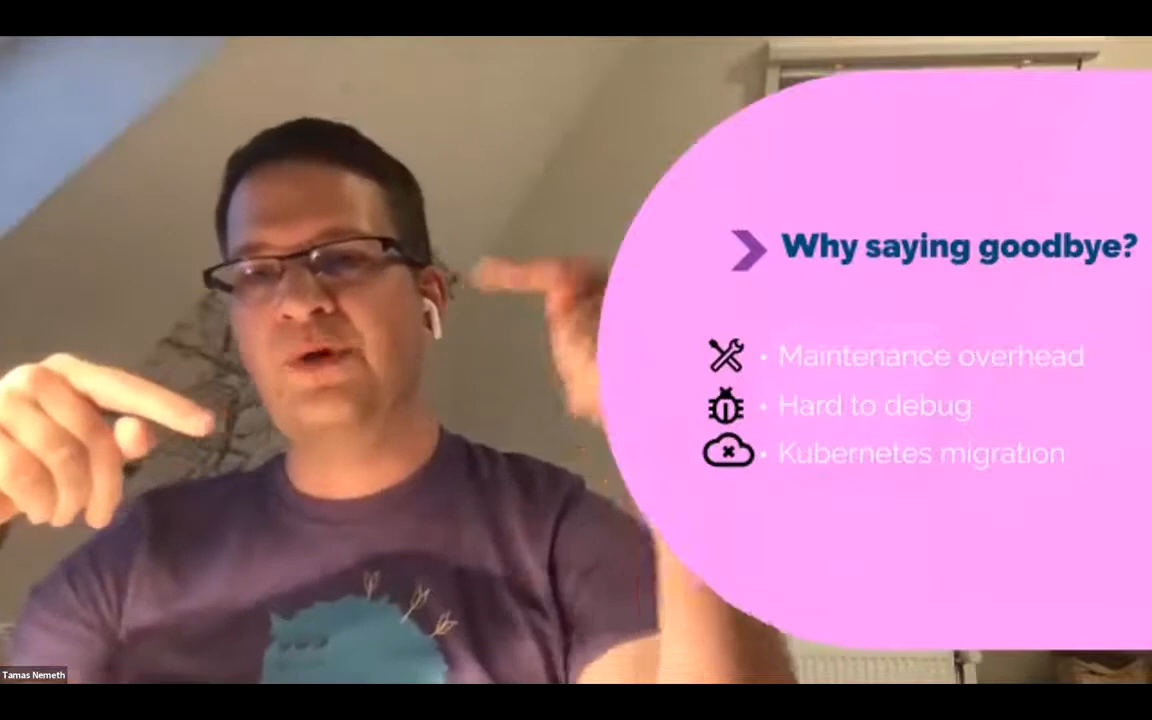 Why saying goodbye?
• Maintenance overhead
• Hard to debug
• Kubernetes migration
Tamas Nemeth